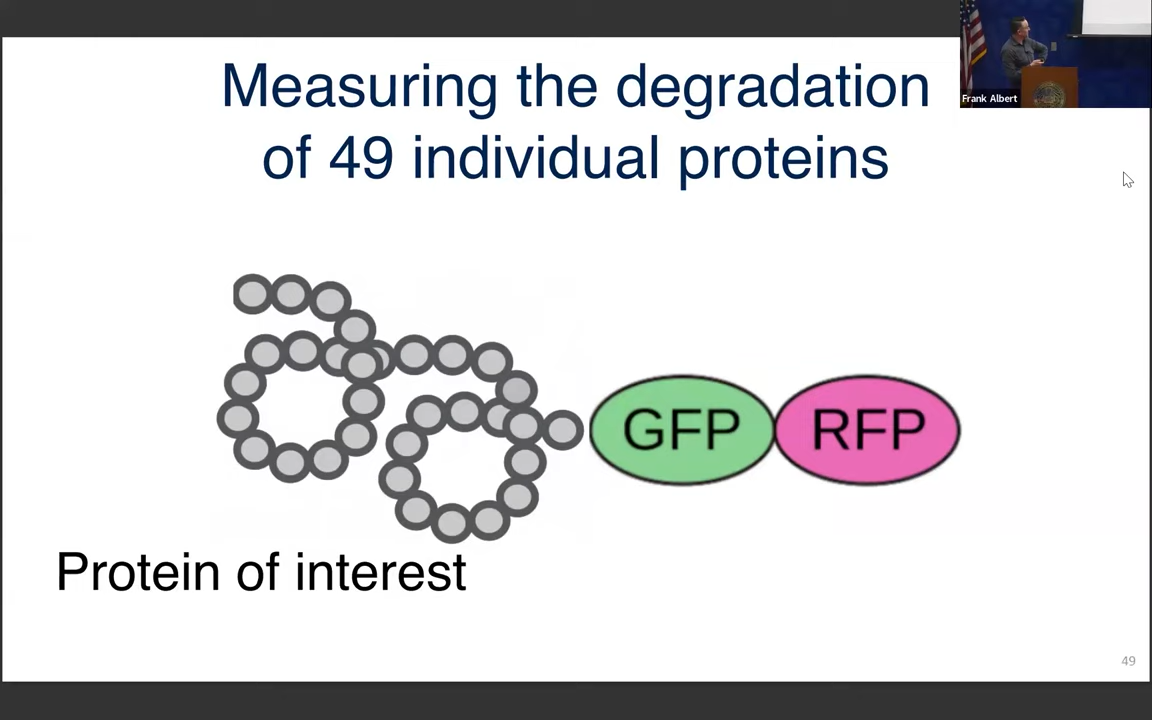 Measuring the degradation
of 49 individual proteins
Frank Albert
GFP
RFP
Protein of interest
49